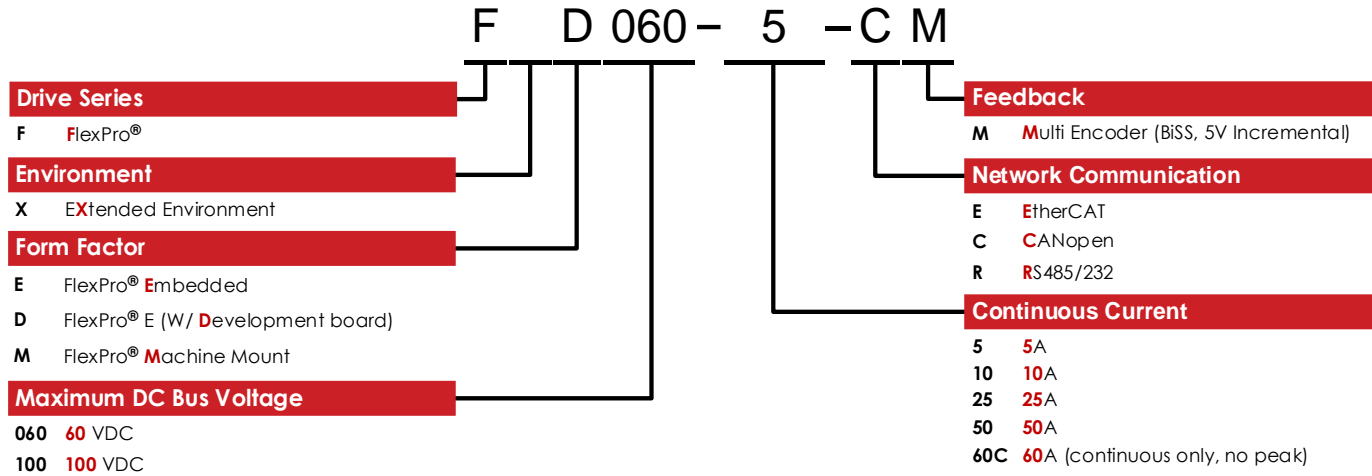 F D 060 – 5 – C M
Drive Series
F FlexPro®
Environment
X EXtended Environment
Form Factor
E FlexPro® Embedded
D FlexPro® E (W/ Development board)
M FlexPro® Machine Mount
Maximum DC Bus Voltage
060 60 VDC
100 100 VDC
Feedback
M Multi Encoder (BiSS, 5V Incremental)
Network Communication
E EtherCAT
C CANopen
R RS485/232
Continuous Current
5 5A
10 10A
25 25A
50 50A
60C 60A (continuous only, no peak)